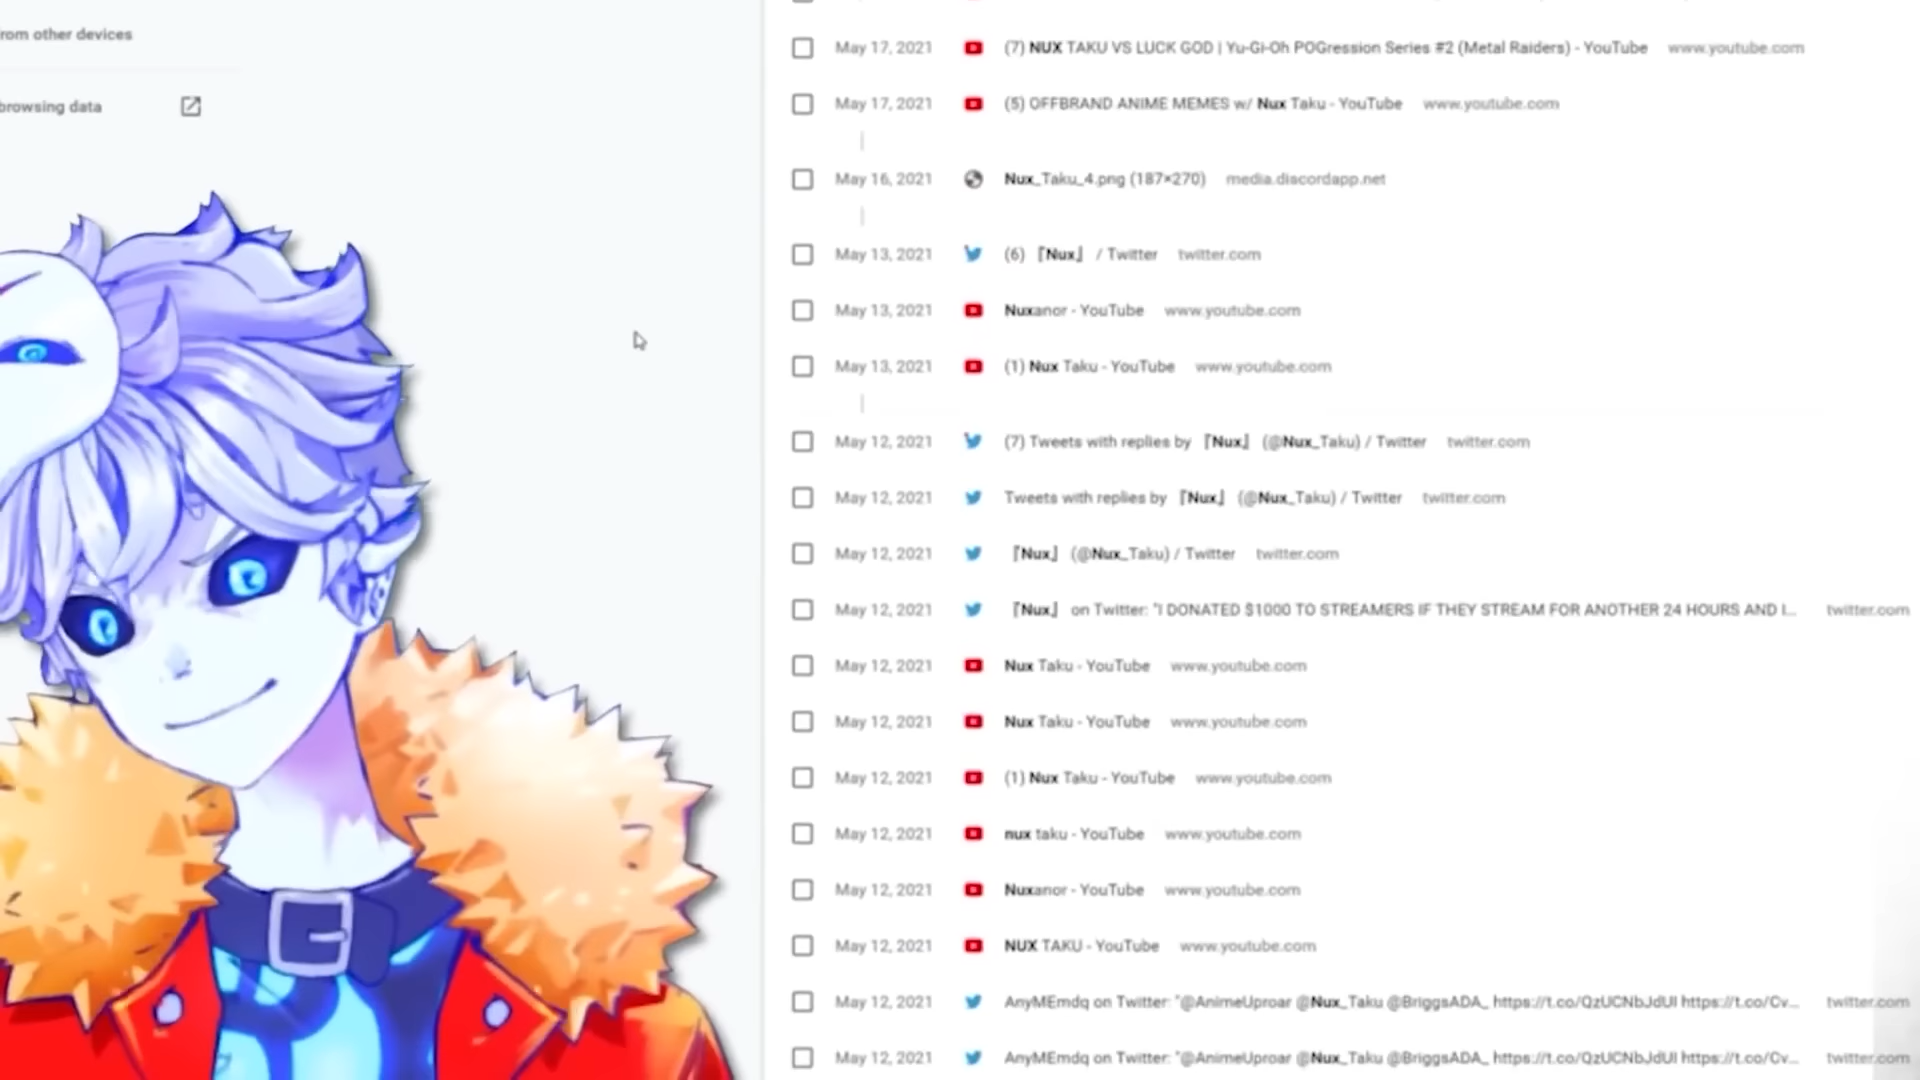 rom other devices
browsing data
May 17, 2021 (7) NUX TAKU VS LUCK GOD | Yu-Gi-Oh POGression Series #2 (Metal Raiders) - YouTube www.youtube.com
May 17, 2021 (5) OFFBRAND ANIME MEMES w/ Nux Taku - YouTube www.youtube.com
May 16, 2021 Nux_Taku_4.png (187×270) media.discordapp.net
May 13, 2021 (6) 『Nux』 / Twitter twitter.com
May 13, 2021 Nuxanor - YouTube www.youtube.com
May 13, 2021 (1) Nux Taku - YouTube www.youtube.com
May 12, 2021 (7) Tweets with replies by 『Nux』 (@Nux_Taku) / Twitter twitter.com
May 12, 2021 Tweets with replies by 『Nux』 (@Nux_Taku) / Twitter twitter.com
May 12, 2021 『Nux』 (@Nux_Taku) / Twitter twitter.com
May 12, 2021 『Nux』 on Twitter: "I DONATED $1000 TO STREAMERS IF THEY STREAM FOR ANOTHER 24 HOURS AND I... twitter.com
May 12, 2021 Nux Taku - YouTube www.youtube.com
May 12, 2021 Nux Taku - YouTube www.youtube.com
May 12, 2021 (1) Nux Taku - YouTube www.youtube.com
May 12, 2021 nux taku - YouTube www.youtube.com
May 12, 2021 Nuxanor - YouTube www.youtube.com
May 12, 2021 NUX TAKU - YouTube www.youtube.com
May 12, 2021 AnyMEmdq on Twitter: "@AnimeUproar @Nux_Taku @BriggsADA_ https://t.co/QzUCNbJdUI https://t.co/Cv... twitter.com
May 12, 2021 AnyMEmdq on Twitter: "@AnimeUproar @Nux_Taku @BriggsADA_ https://t.co/QzUCNbJdUI https://t.co/Cv... twitter.com